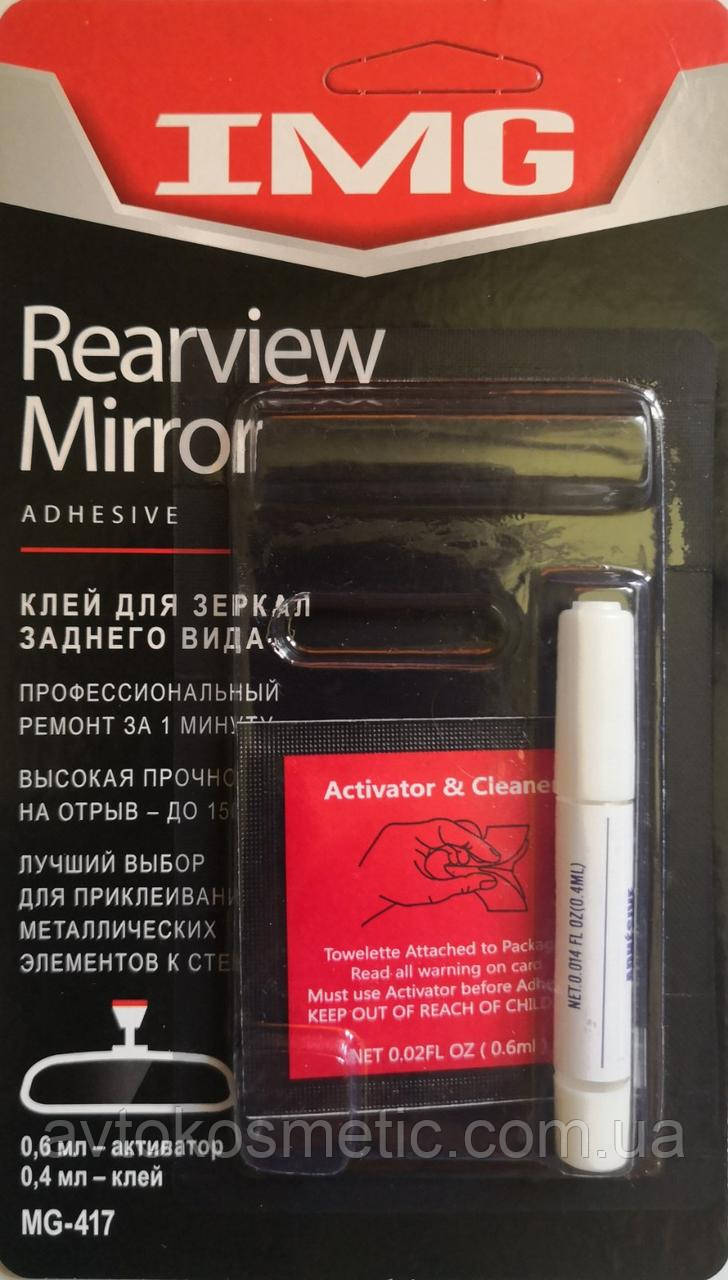 IMG
Rearview
Mirror
ADHESIVE
КЛЕЙ ДЛЯ ЗЕРКАЛ
ЗАДНЕГО ВИДА
ПРОФЕССИОНАЛЬНЫЙ
РЕМОНТ ЗА 1 МИНУТУ
ВЫСОКАЯ ПРОЧНО
НА ОТРЫВ – ДО 150
ЛУЧШИЙ ВЫБОР
ДЛЯ ПРИКЛЕИВАНИ
МЕТАЛЛИЧЕСКИХ
ЭЛЕМЕНТОВ К СТЕ
Activator & Cleane
Towelette Attached to Packag
Read all warning on card
Must use Activator before Adh
KEEP OUT OF REACH OF CHILD
NET 0.02FL OZ ( 0.6ml )
NET.0.014 FL OZ(0.4ML)
avtokosmetic.com.ua
0,6 мл – активатор
0,4 мл – клей
MG-417